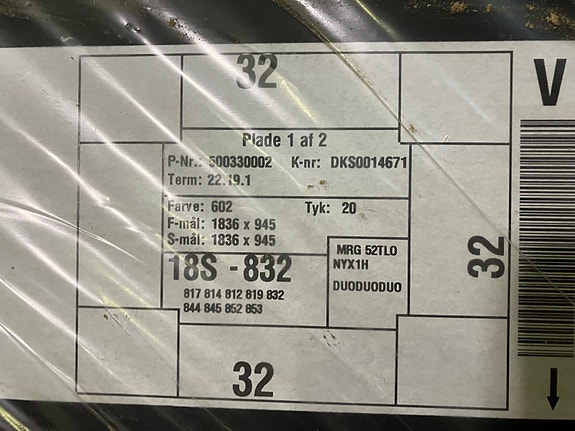 32
V
Plade 1 af 2
P-Nr.: 500330002 K-nr: DKS0014671
Term: 22.19.1
Farve: 602 Tyk: 20
F-mål: 1836 x 945
S-mål: 1836 x 945
18S - 832
817 814 812 819 832
844 845 852 853
MRG 52TLO
NYX1H
DUODUODUO
32
32